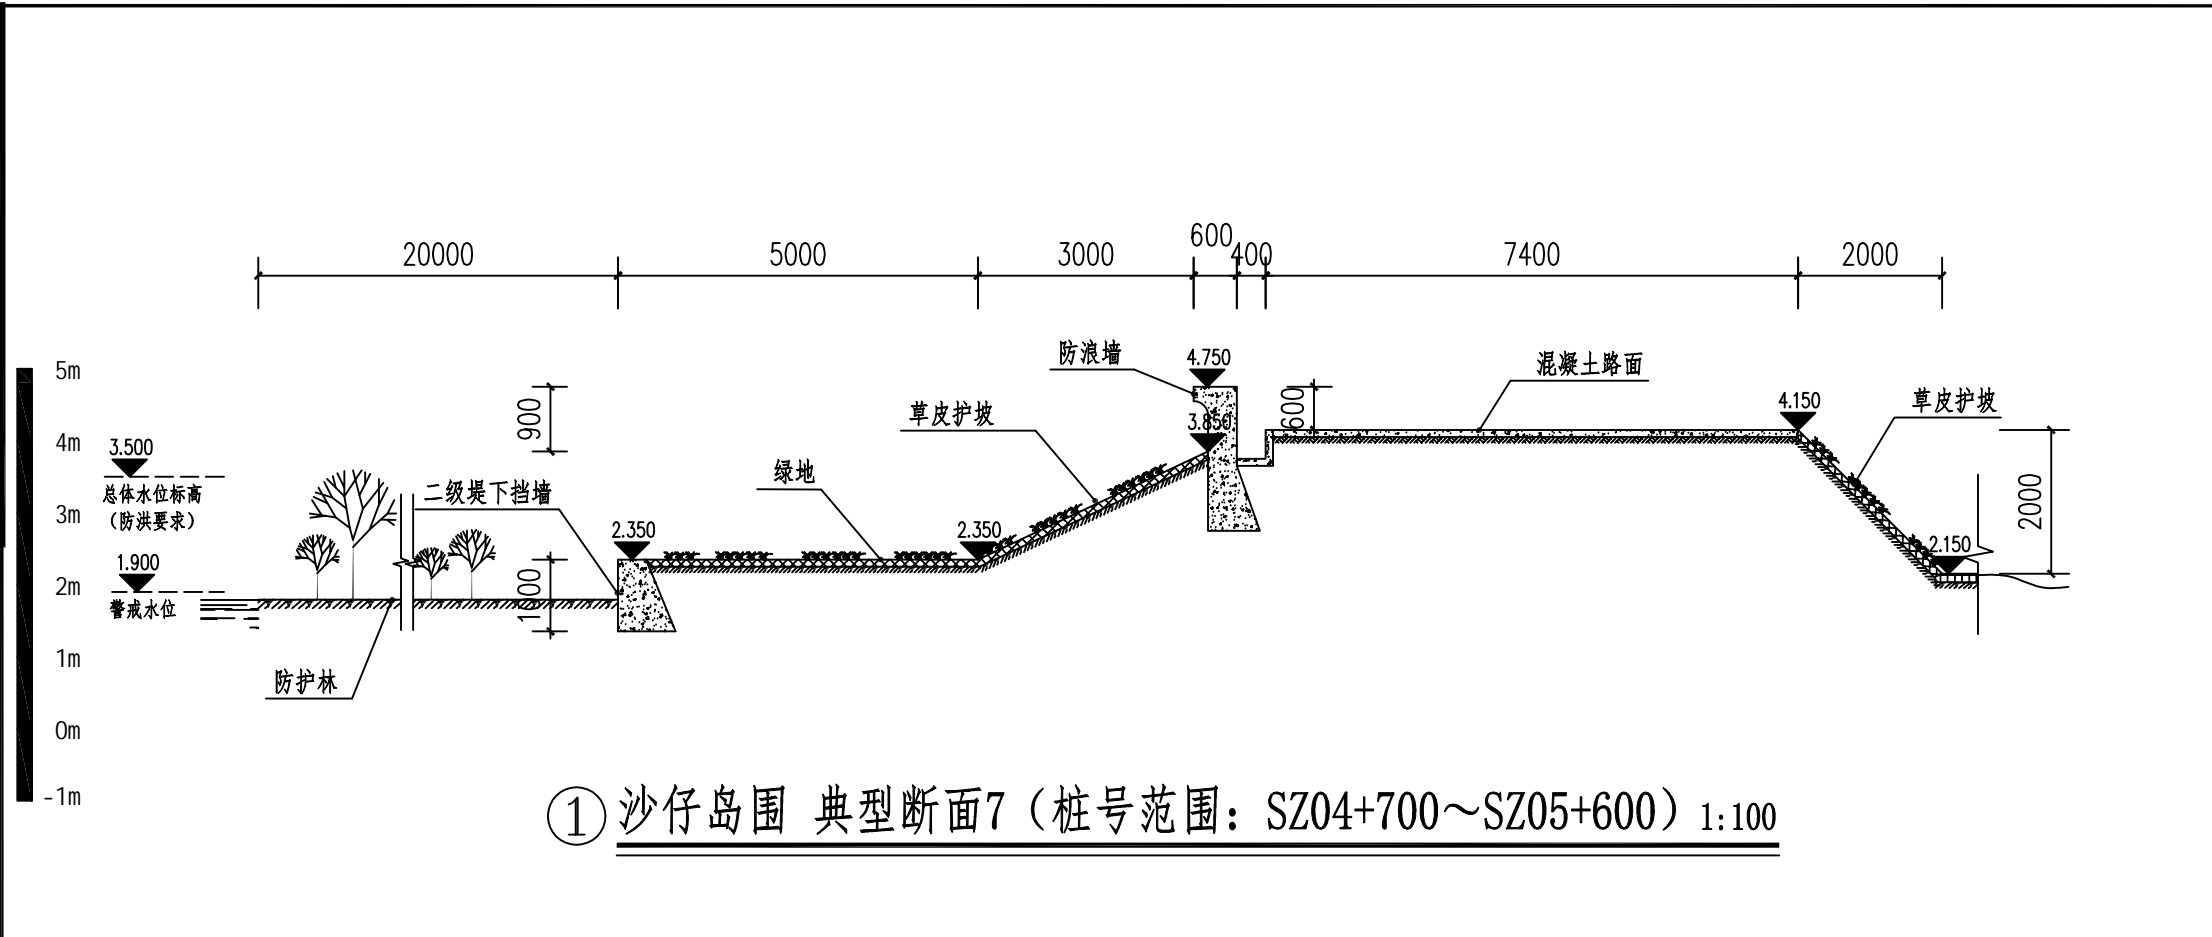 600
20000
5000
3000
400
7400
2000
防浪墙
4.750
混凝土路面
5m
900
草皮护坡
3.850
600
4.150
草皮护坡
4m
3.500
总体水位标高
(防洪要求)
二级堤下挡墙
绿地
3m
2.350
2.350
2000
2.150
1.900
2m
警戒水位
1000
1m
防护林
0m
-1m
1 沙仔岛围 典型断面7（桩号范围：SZ04+700～SZ05+600）1:100